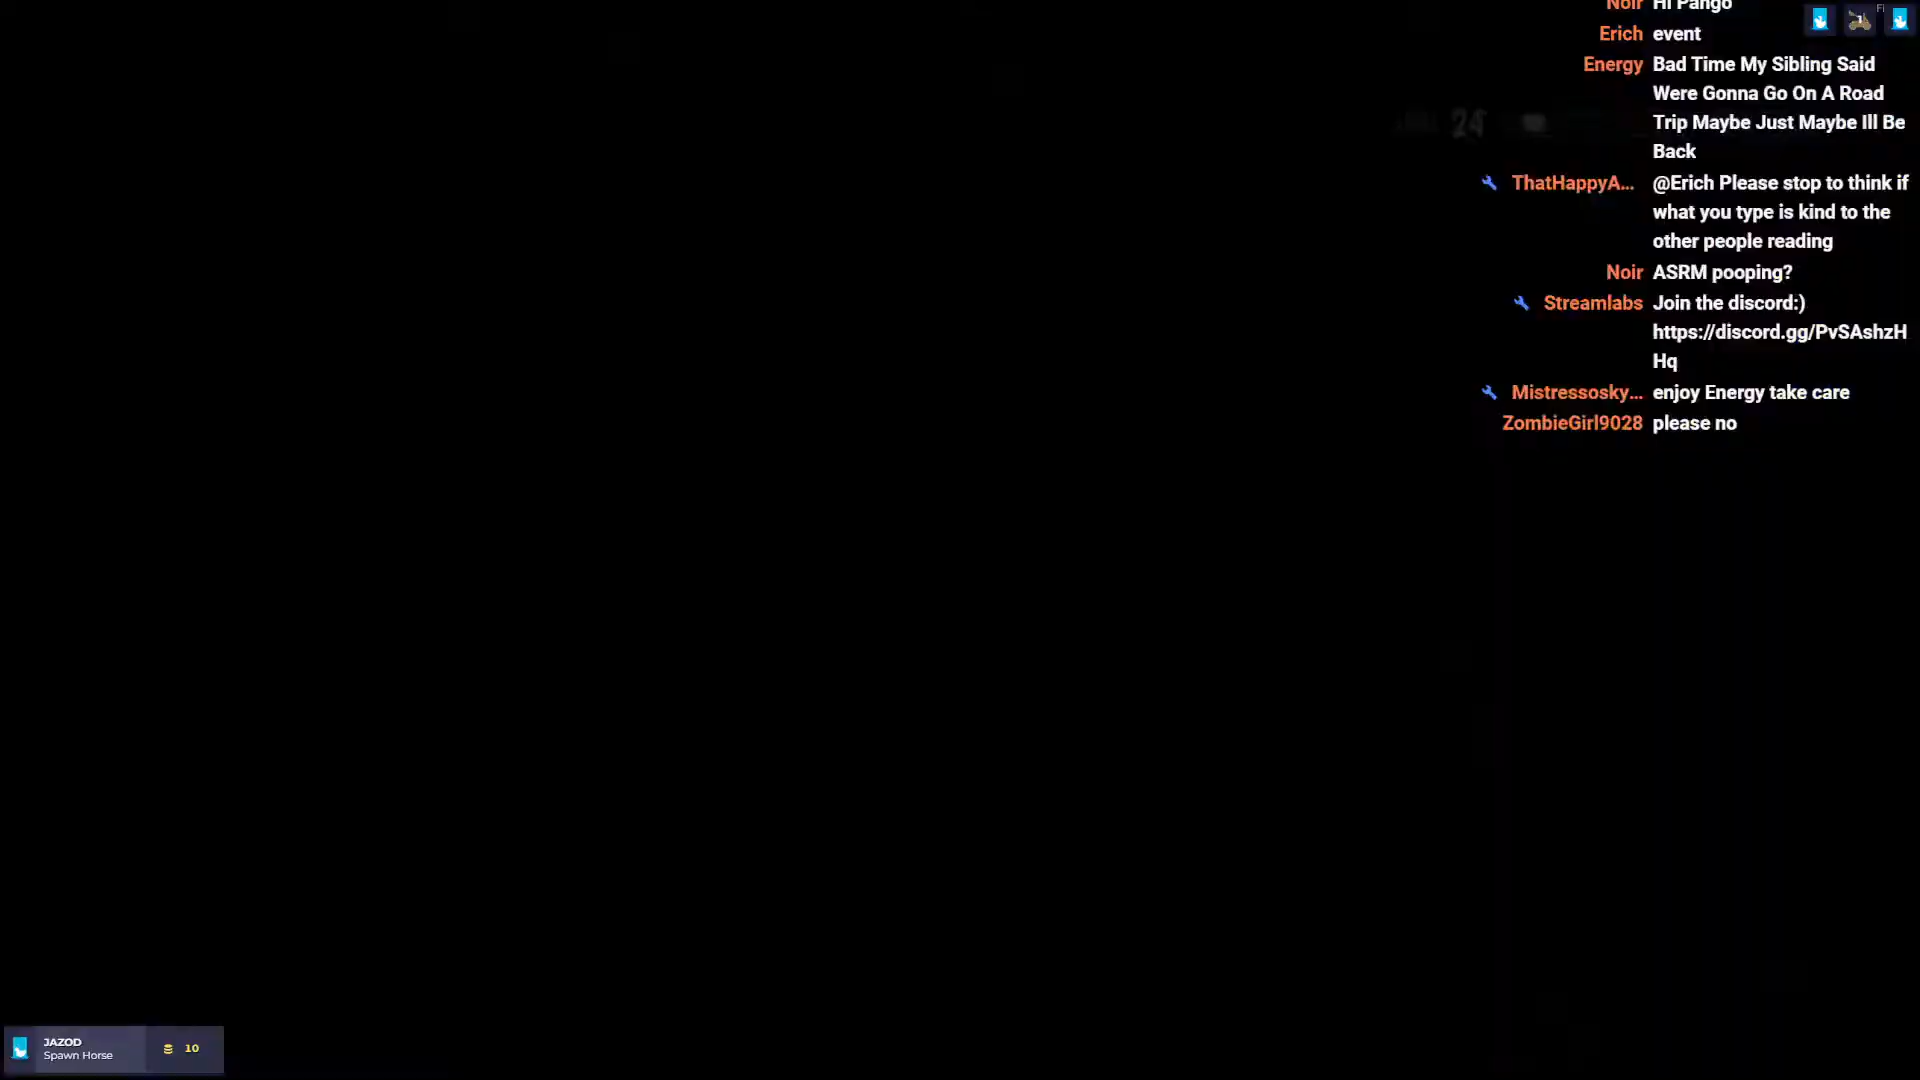 Noir Hi Pango
Erich event
Energy Bad Time My Sibling Said
Were Gonna Go On A Road
Trip Maybe Just Maybe Ill Be
Back
24
ThatHappyA... @Erich Please stop to think if
what you type is kind to the
other people reading
Noir ASRM pooping?
Streamlabs Join the discord:)
https://discord.gg/PvSAshzH
Hq
Mistressosky... enjoy Energy take care
ZombieGirl9028 please no
JAZOD
Spawn Horse
10